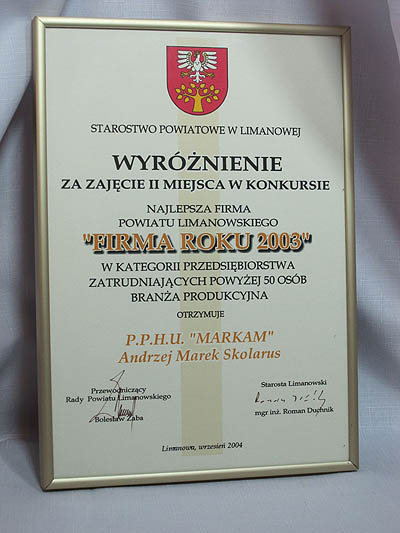 STAROSTWO POWIATOWE W LIMANOWEJ
WYRÓŻNIENIE
ZA ZAJĘCIE II MIEJSCA W KONKURSIE
NAJLEPSZA FIRMA
POWIATU LIMANOWSKIEGO
"FIRMA ROKU 2003"
W KATEGORII PRZEDSIĘBIORSTWA
ZATRUDNIAJĄCYCH POWYŻEJ 50 OSÓB
BRANŻA PRODUKCYJNA
OTRZYMUJE
P.P.H.U. "MARKAM"
Andrzej Marek Skolarus
Przewodniczący
Rady Powiatu Limanowskiego
Bolesław Żaba
Starosta Limanowski
mgr inż. Roman Duchnik
Limanowa, wrzesień 2004